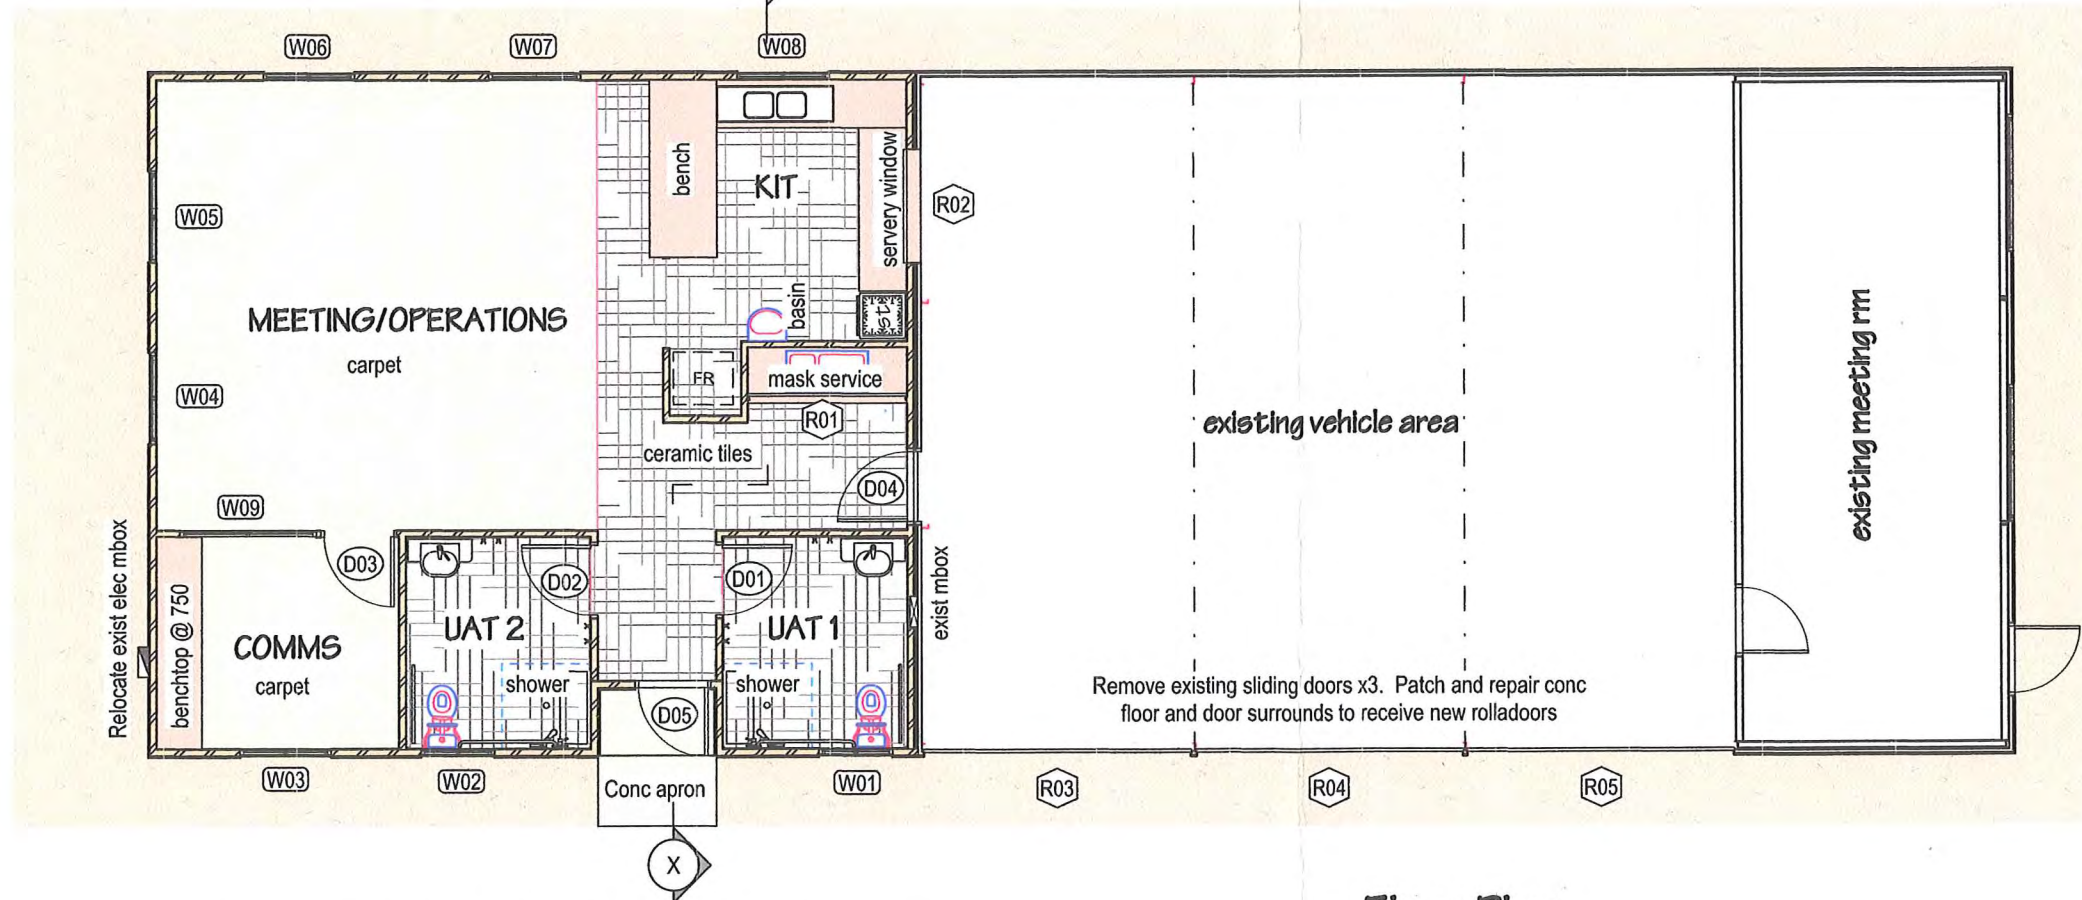 W06
W07
W08
W05
bench
KIT
servery window
R02
MEETING/OPERATIONS
carpet
basin
st
W04
FR
mask service
R01
existing vehicle area
existing meeting rm
ceramic tiles
D04
W09
Relocate exist elec mbox
D03
D02
D01
exist mbox
benchtop @ 750
COMMS
carpet
UAT 2
UAT 1
shower
shower
D05
Remove existing sliding doors x3. Patch and repair conc
floor and door surrounds to receive new rolladoors
W03
W02
Conc apron
W01
R03
R04
R05
X